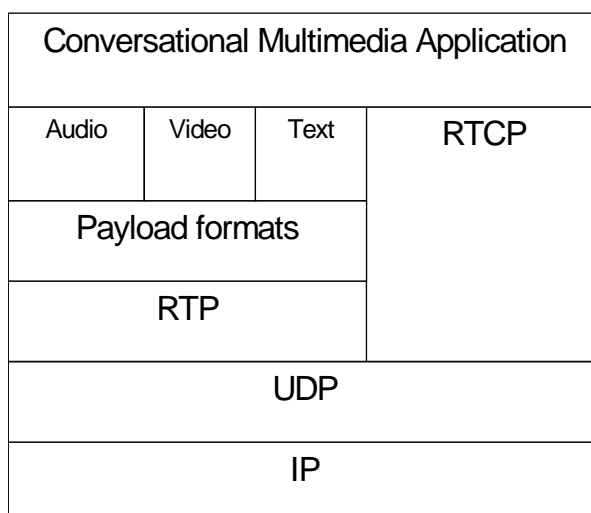 Conversational Multimedia Application
Audio
Video
Text
RTCP
Payload formats
RTP
UDP
IP